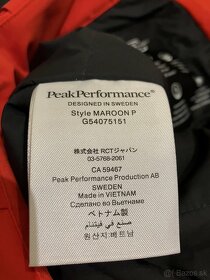 PeakPerformance®
DESIGNED IN SWEDEN
Style MAROON P
G54075151
株式会社 RCTジャパン
03-5768-2061
CA 59467
Peak Performance Production AB
SWEDEN
Made in VIETNAM
Сделано во Вьетнаме
ベトナム製
صنع في فيتنام
원산지:베트남